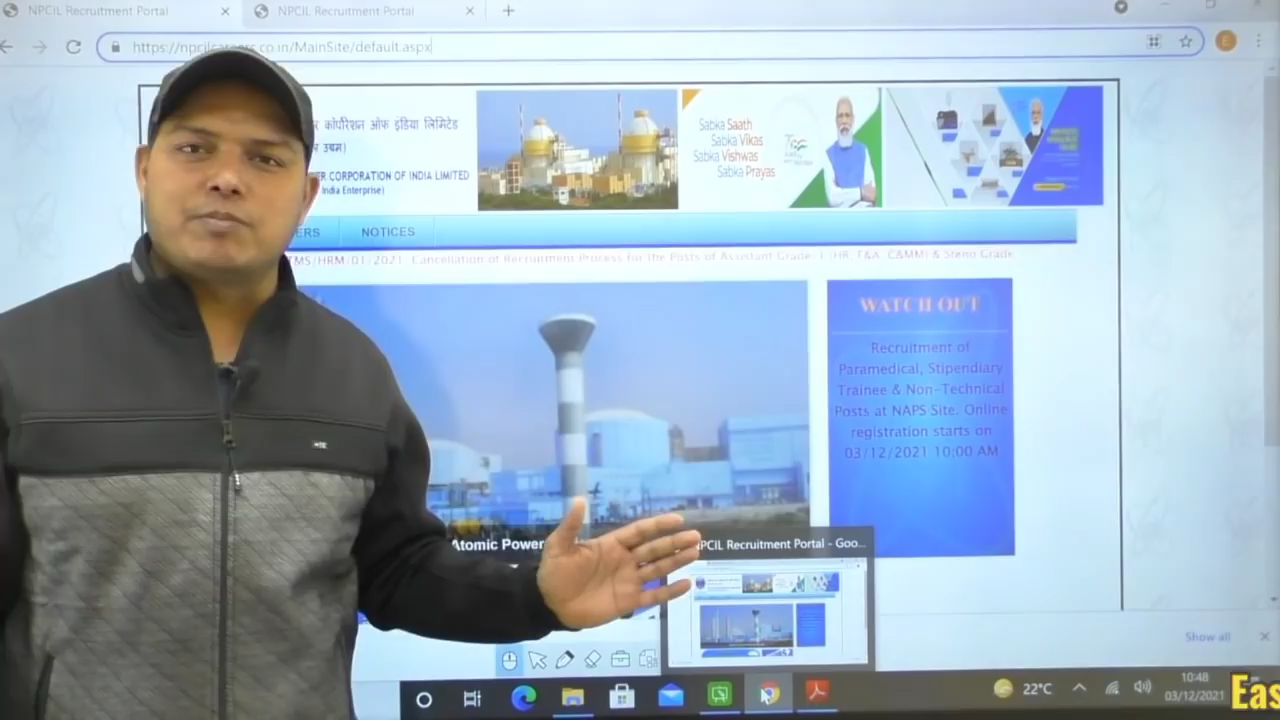 NPCIL Recruitment Portal
NPCIL Recruitment Portal
https://npcilcareers.co.in/MainSite/default.aspx
E
कॉर्पोरेशन ऑफ इंडिया लिमिटेड
उद्यम)
CORPORATION OF INDIA LIMITED
India Enterprise)
Sabka Saath
Sabka Vikas
Sabka Vishwas
Sabka Prayas
NOTICES
TMS/HRM/01/2021. Cancellation of Recruitment Process for the Posts of Assistant Grade-1 (HR, F&A, C&MM) & Steno Grade
WATCH OUT
Recruitment of
Paramedical, Stipendiary
Trainee & Non-Technical
Posts at NAPS Site. Online
registration starts on
03/12/2021 10:00 AM
Atomic Power
NPCIL Recruitment Portal - Goo...
Show all
22°C
10:48
03/12/2021
Eas